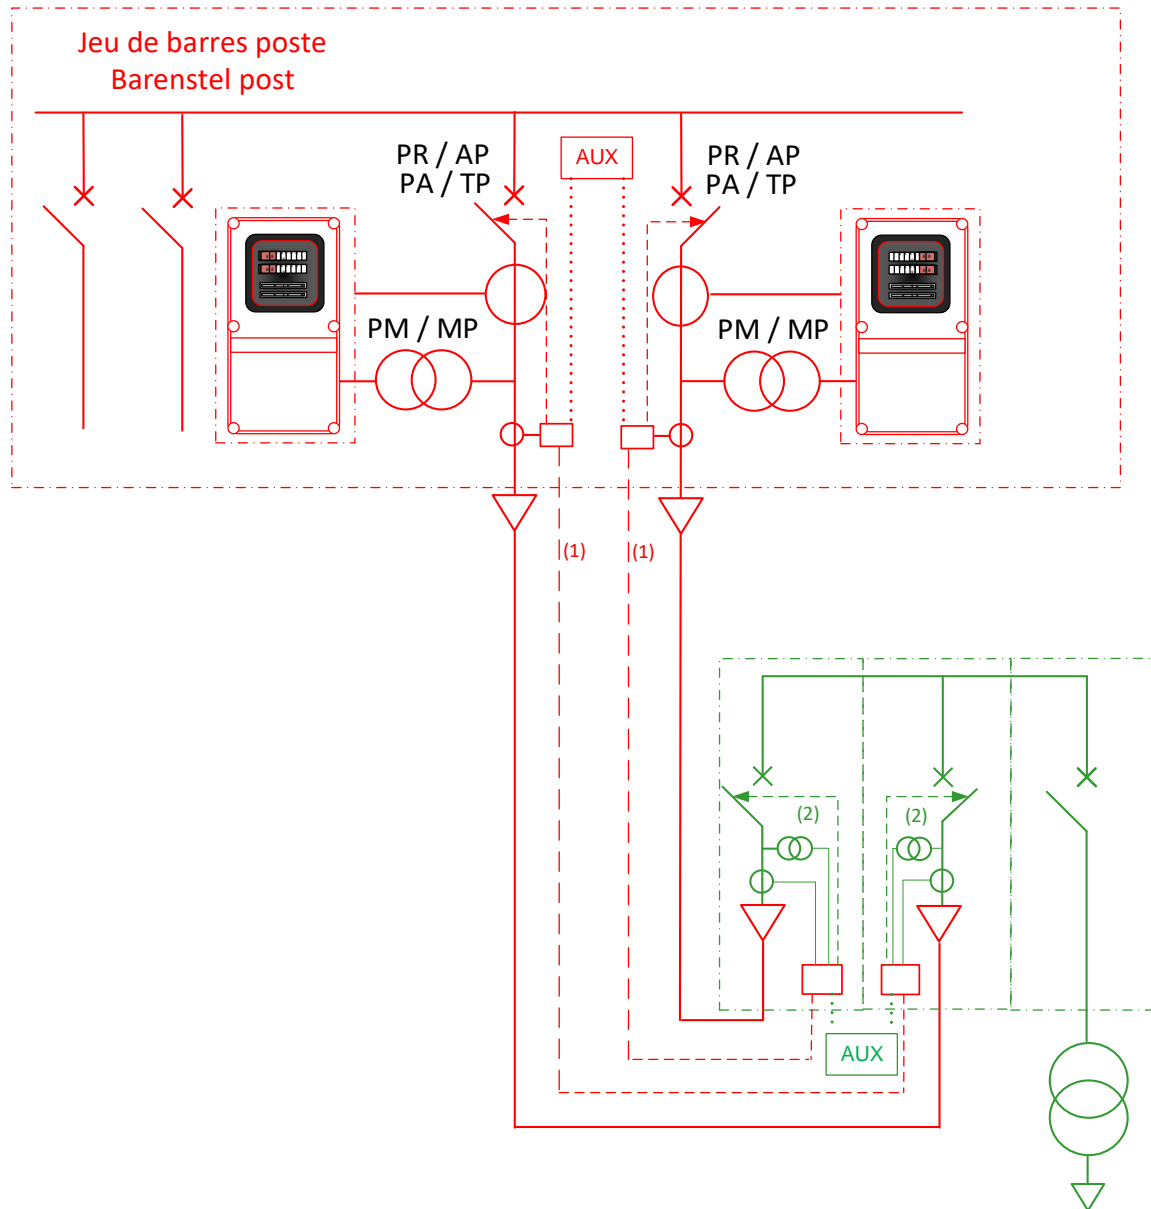 Jeu de barres poste
Barenstel post
PR / AP
PA / TP
AUX
PR / AP
PA / TP
PM / MP
PM / MP
(1)
(1)
(2)
(2)
AUX